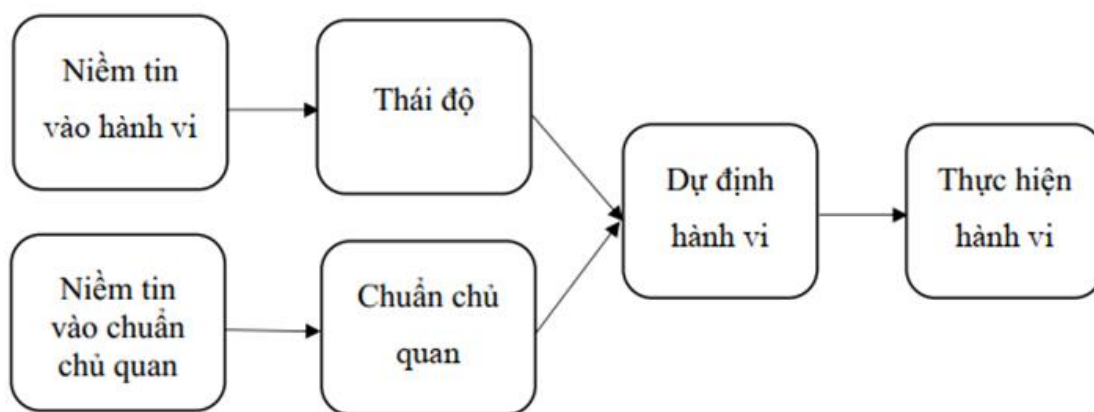 Niềm tin
vào hành vi
Thái độ
Dự định
hành vi
Thực hiện
hành vi
Niềm tin
vào chuẩn
chủ quan
Chuẩn chủ
quan